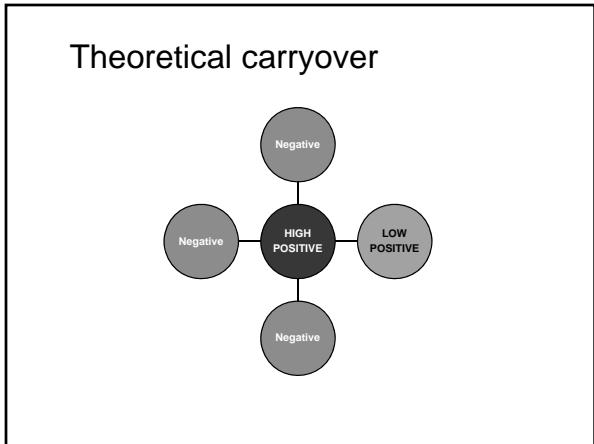 Theoretical carryover
Negative
Negative
HIGH
POSITIVE
LOW
POSITIVE
Negative